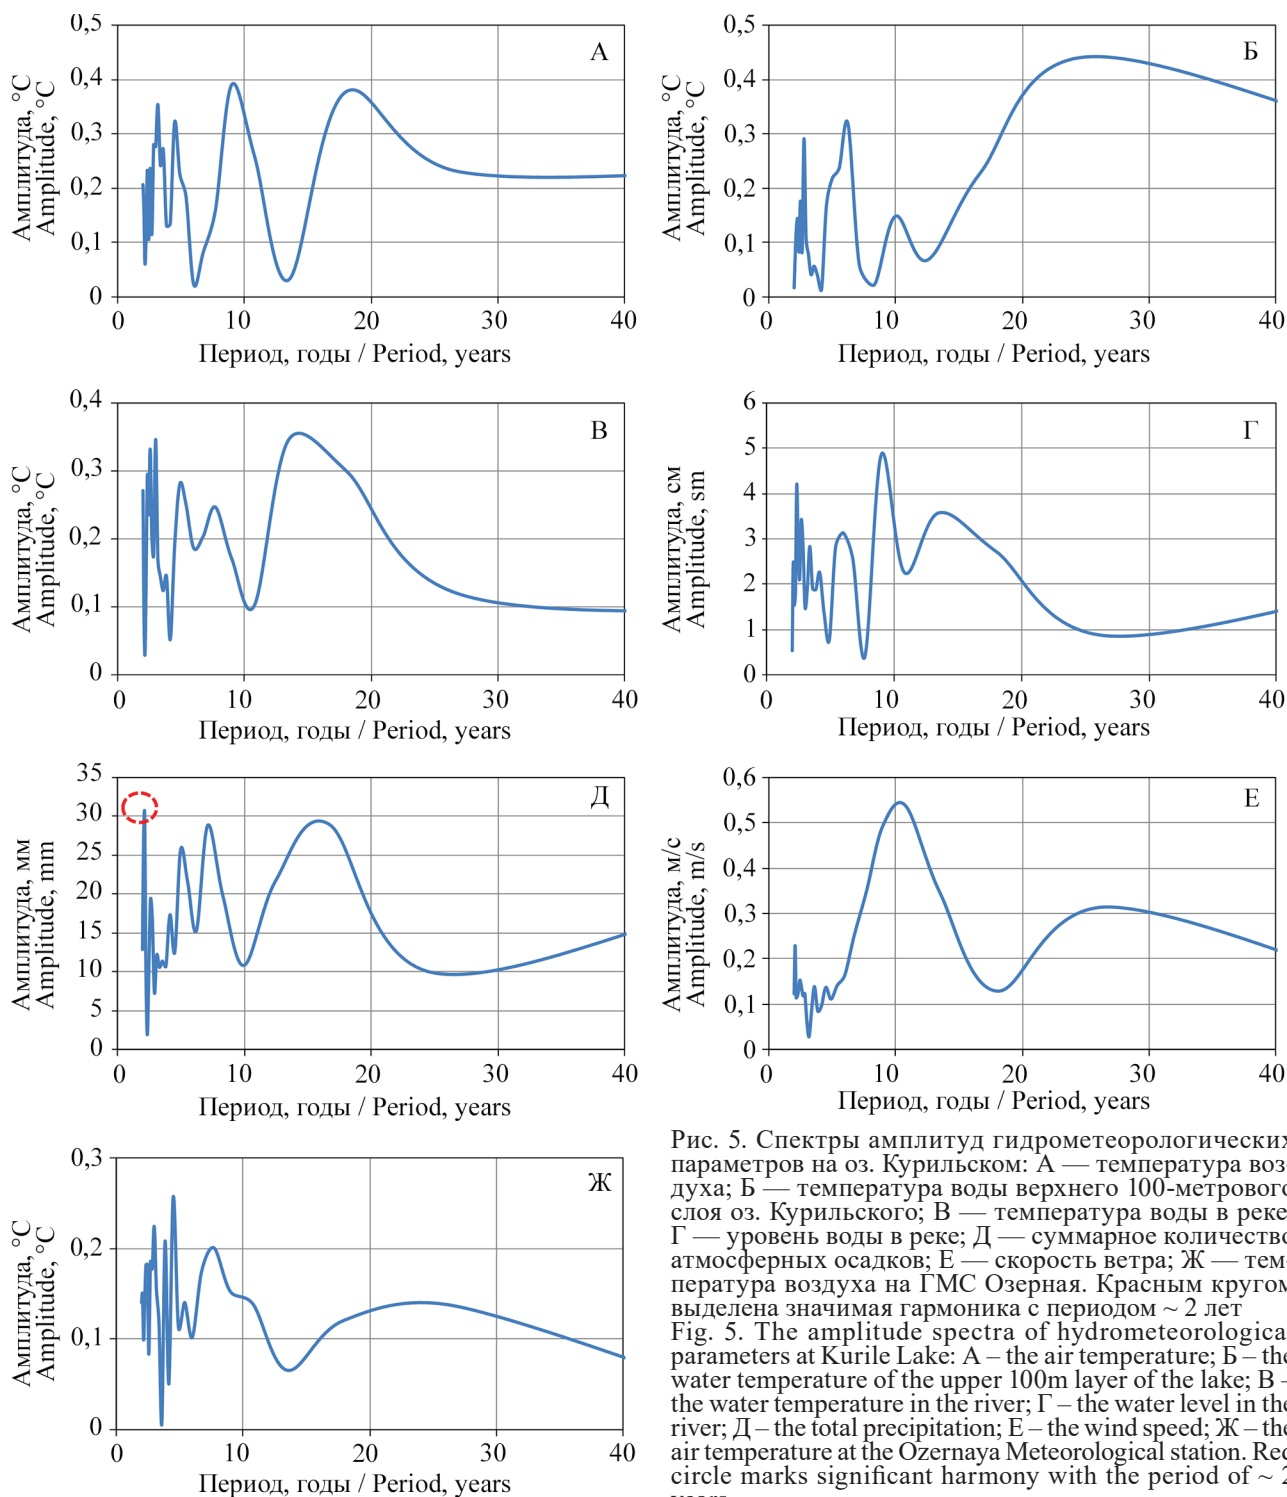 0,5
0,4
0,3
0,2
0,1
0
Амплитуда, °C
Amplitude, °C
А
0 10 20 30 40
Период, годы / Period, years
0,5
0,4
0,3
0,2
0,1
0
Амплитуда, °C
Amplitude, °C
Б
0 10 20 30 40
Период, годы / Period, years
0,4
0,3
0,2
0,1
0
Амплитуда, °C
Amplitude, °C
В
0 10 20 30 40
Период, годы / Period, years
6
5
4
3
2
1
0
Амплитуда, см
Amplitude, sm
Г
0 10 20 30 40
Период, годы / Period, years
35
30
25
20
15
10
5
0
Амплитуда, мм
Amplitude, mm
Д
0 10 20 30 40
Период, годы / Period, years
0,6
0,5
0,4
0,3
0,2
0,1
0
Амплитуда, м/с
Amplitude, m/s
Е
0 10 20 30 40
Период, годы / Period, years
0,3
0,2
0,1
0
Амплитуда, °C
Amplitude, °C
Ж
0 10 20 30 40
Период, годы / Period, years
Рис. 5. Спектры амплитуд гидрометеорологических
параметров на оз. Курильском: А — температура воз-
духа; Б — температура воды верхнего 100-метрового
слоя оз. Курильского; В — температура воды в реке
Г — уровень воды в реке; Д — суммарное количество
атмосферных осадков; Е — скорость ветра; Ж — тем-
пература воздуха на ГМС Озерная. Красным кругом
выделена значимая гармоника с периодом ~ 2 лет
Fig. 5. The amplitude spectra of hydrometeorologica
parameters at Kurile Lake: А – the air temperature; Б – the
water temperature of the upper 100m layer of the lake; В –
the water temperature in the river; Г – the water level in the
river; Д – the total precipitation; Е – the wind speed; Ж – the
air temperature at the Ozernaya Meteorological station. Red
circle marks significant harmony with the period of ~ 2